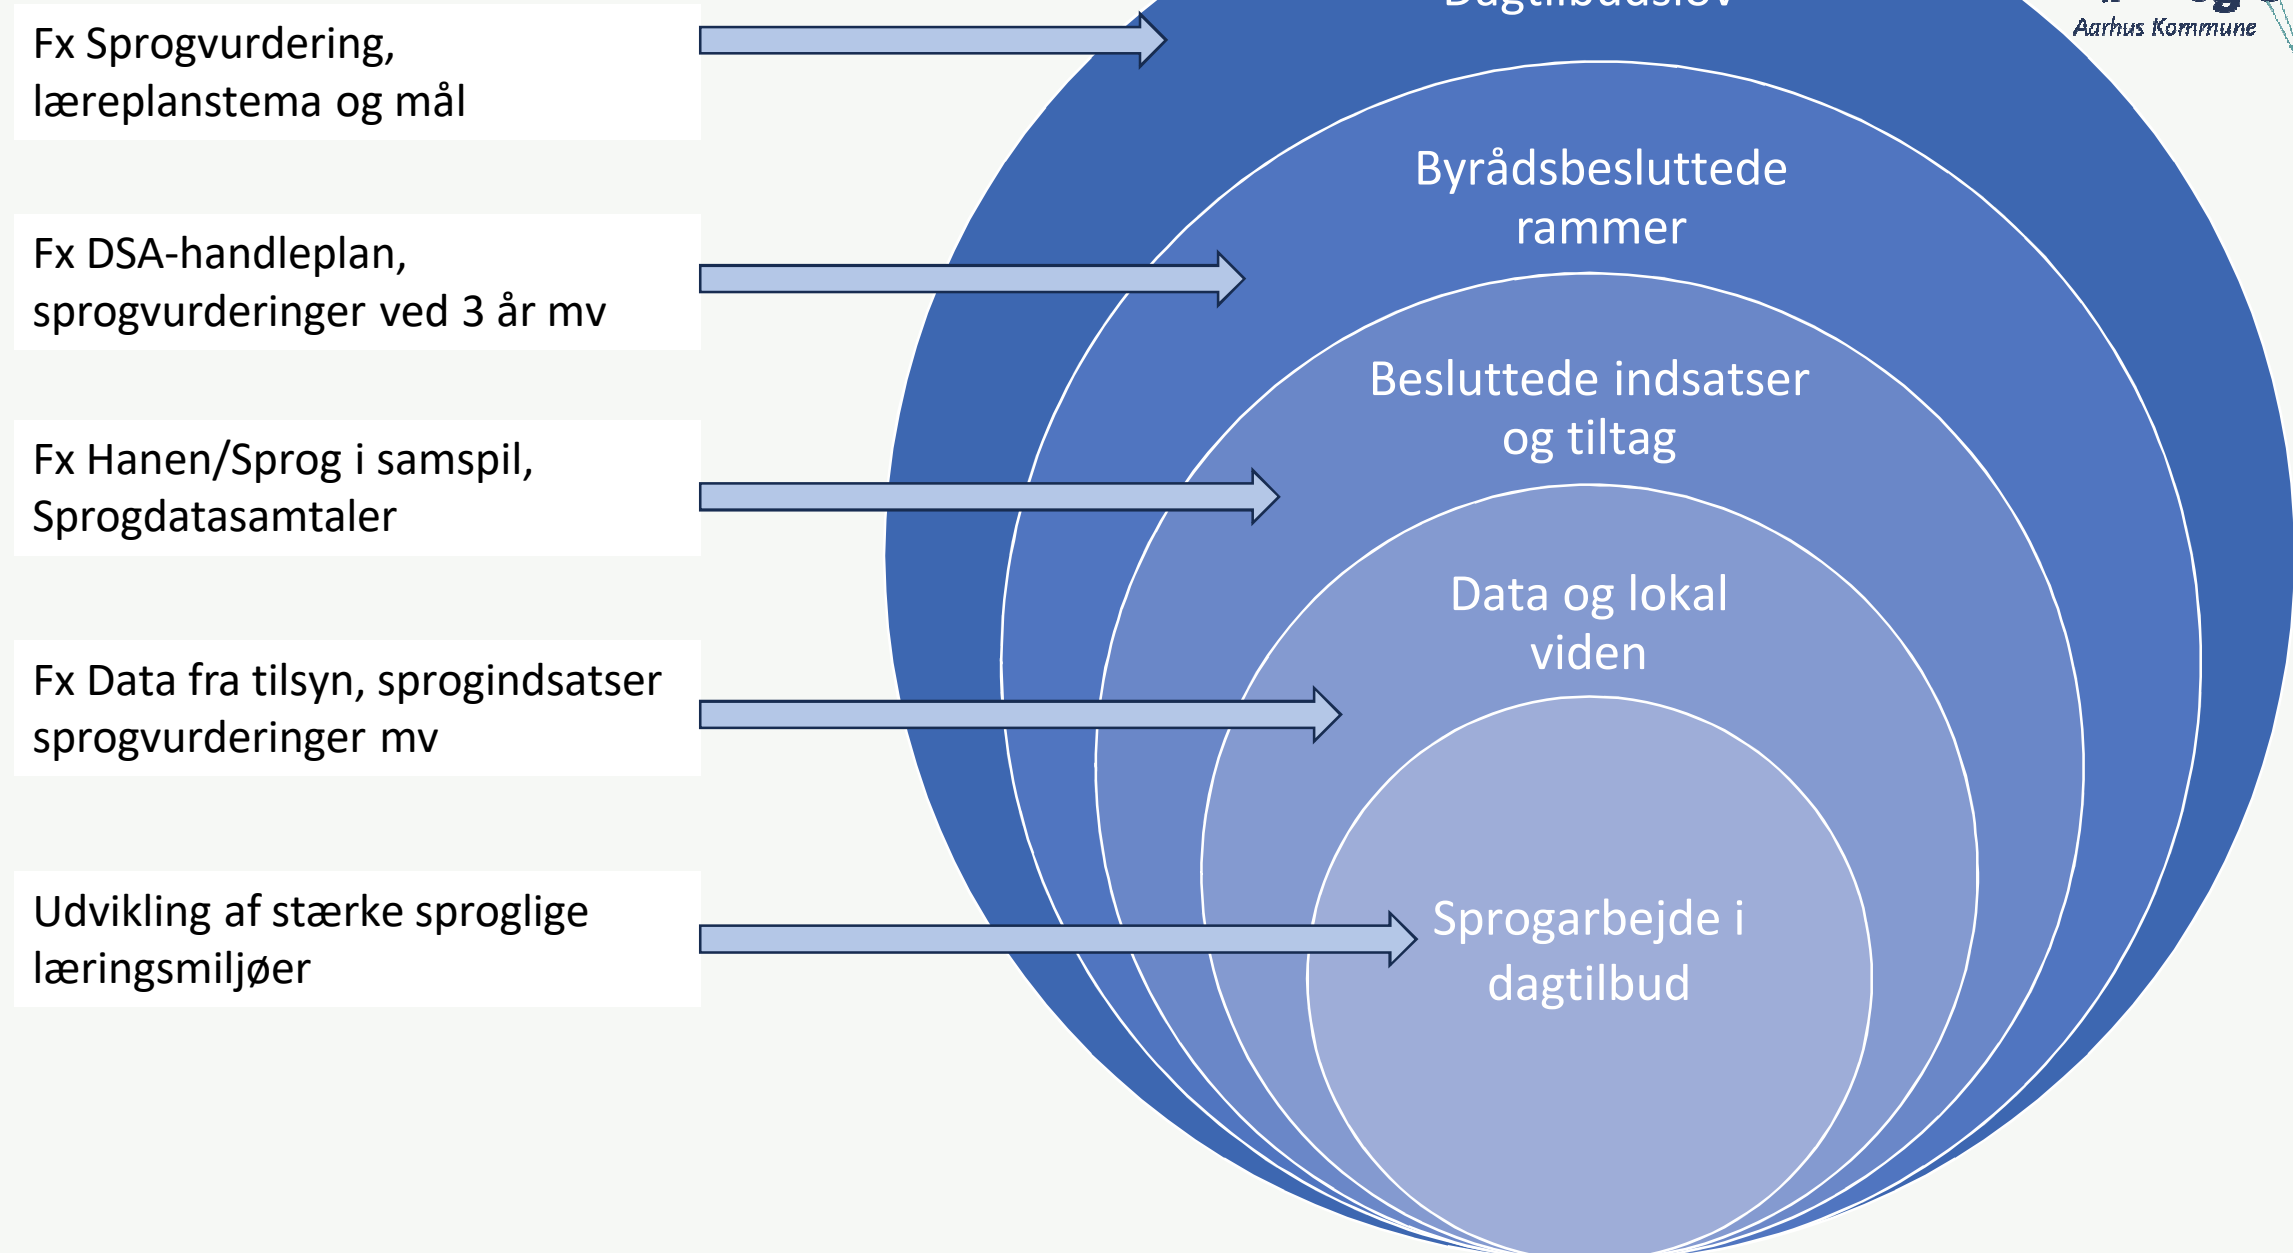 Fx Sprogvurdering,
læreplanstema og mål
Fx DSA-handleplan,
sprogvurderinger ved 3 år mv
Fx Hanen/Sprog i samspil,
Sprogdatasamtaler
Fx Data fra tilsyn, sprogindsatser
sprogvurderinger mv
Udvikling af stærke sproglige
læringsmiljøer
Dagtilbudslov
Byrådsbesluttede
rammer
Besluttede indsatser
og tiltag
Data og lokal
viden
Sprogarbejde i
dagtilbud
Aarhus Kommune